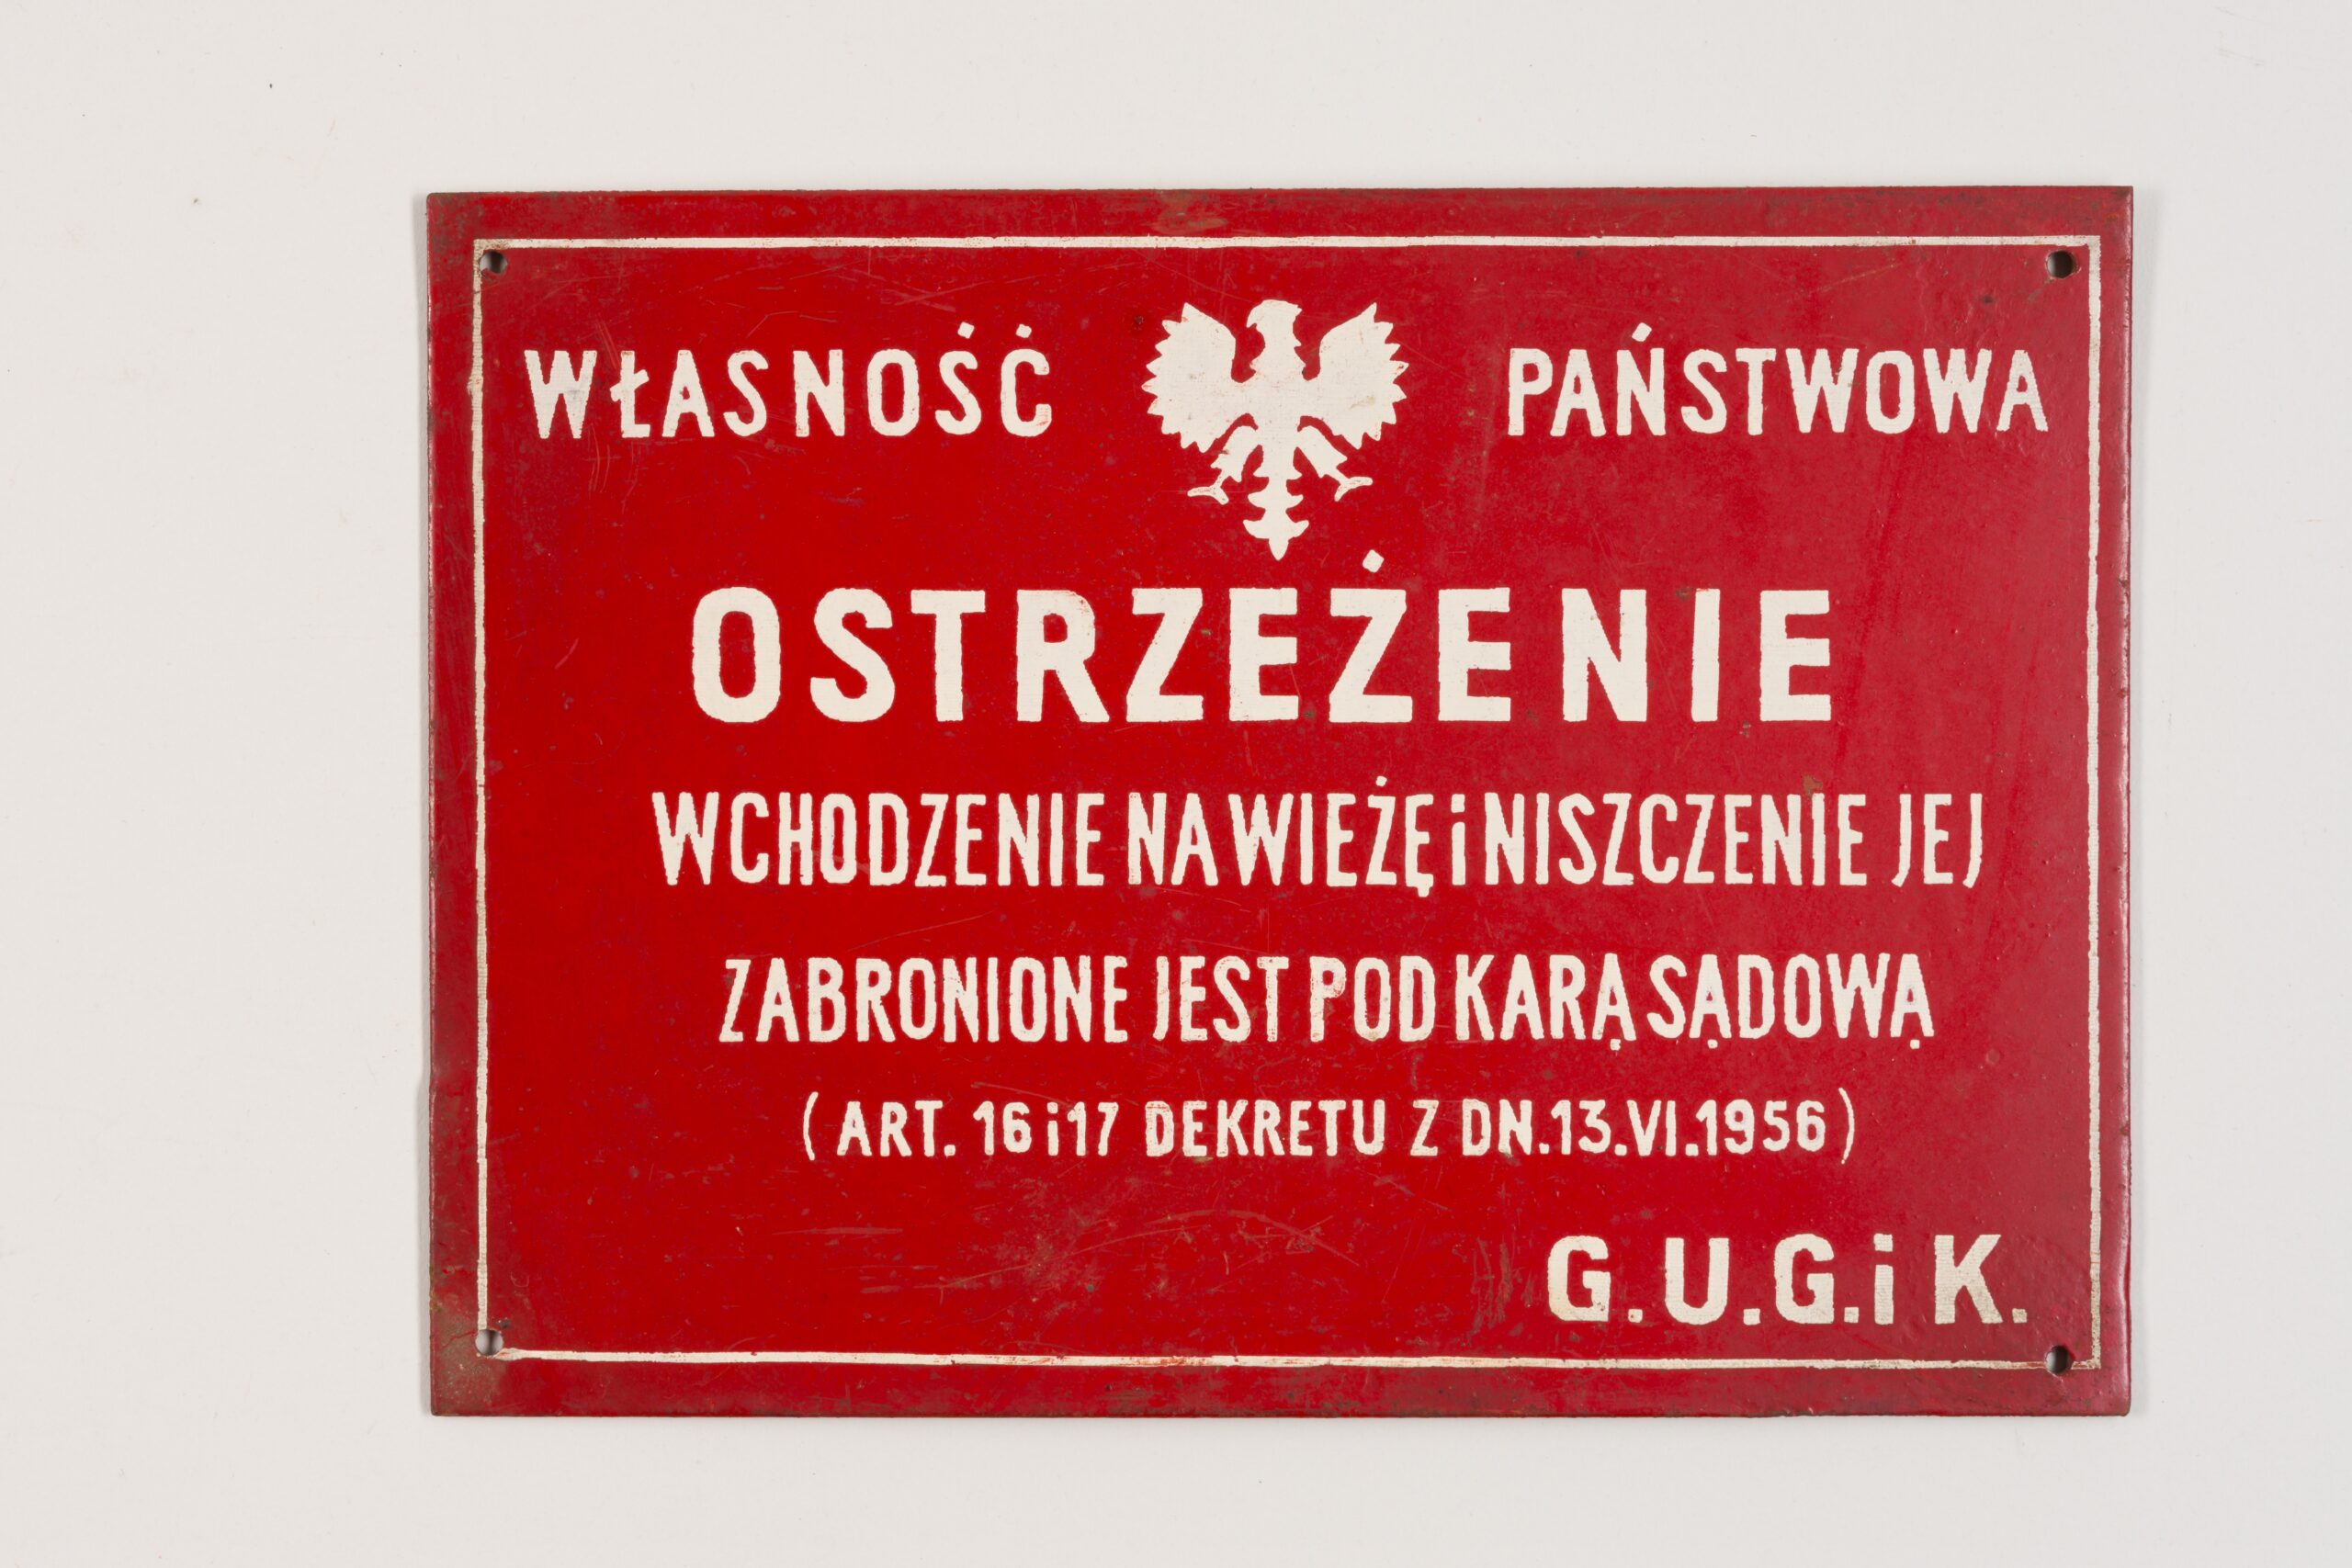 WŁASNOŚĆ PAŃSTWOWA
OSTRZEŻENIE
WCHODZENIE NA WIEŻĘ i NISZCZENIE JEJ
ZABRONIONE JEST POD KARĄ SĄDOWĄ
(ART. 16 i 17 DEKRETU Z DN.13.VI.1956)
G.U.G.i K.